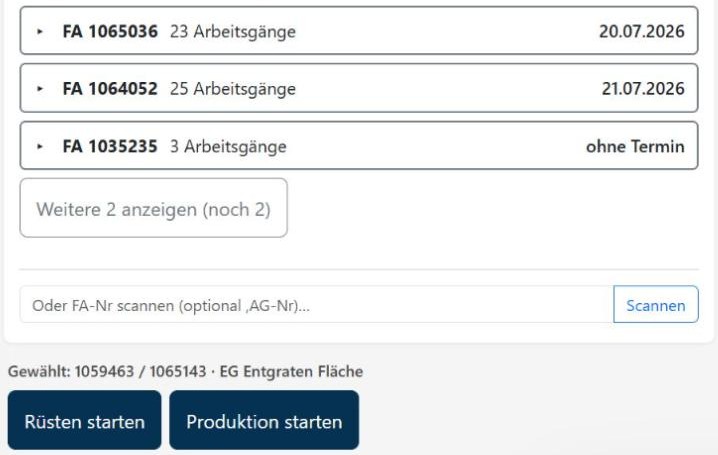 ▸ FA 1065036 23 Arbeitsgänge 20.07.2026
▸ FA 1064052 25 Arbeitsgänge 21.07.2026
▸ FA 1035235 3 Arbeitsgänge ohne Termin
Weitere 2 anzeigen (noch 2)
Oder FA-Nr scannen (optional ,AG-Nr)... Scannen
Gewählt: 1059463 / 1065143 · EG Entgraten Fläche
Rüsten starten Produktion starten